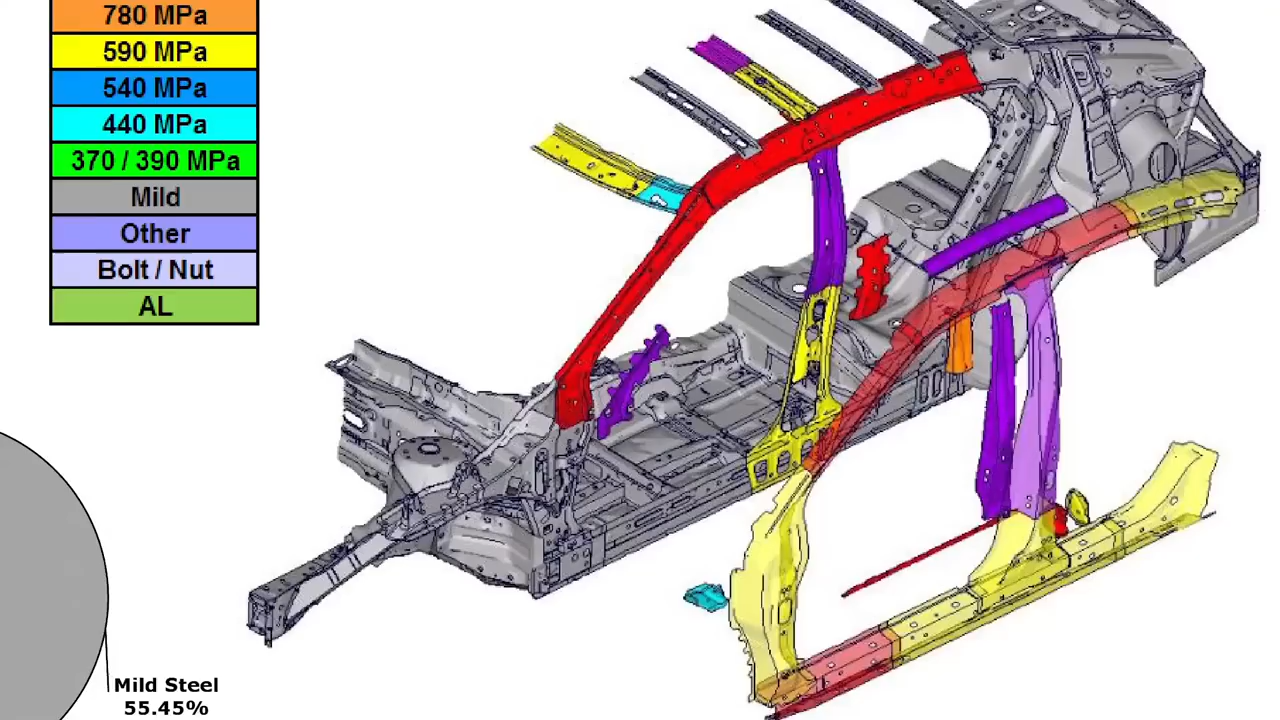 780 MPa
590 MPa
540 MPa
440 MPa
370 / 390 MPa
Mild
Other
Bolt / Nut
AL
Mild Steel
55.45%